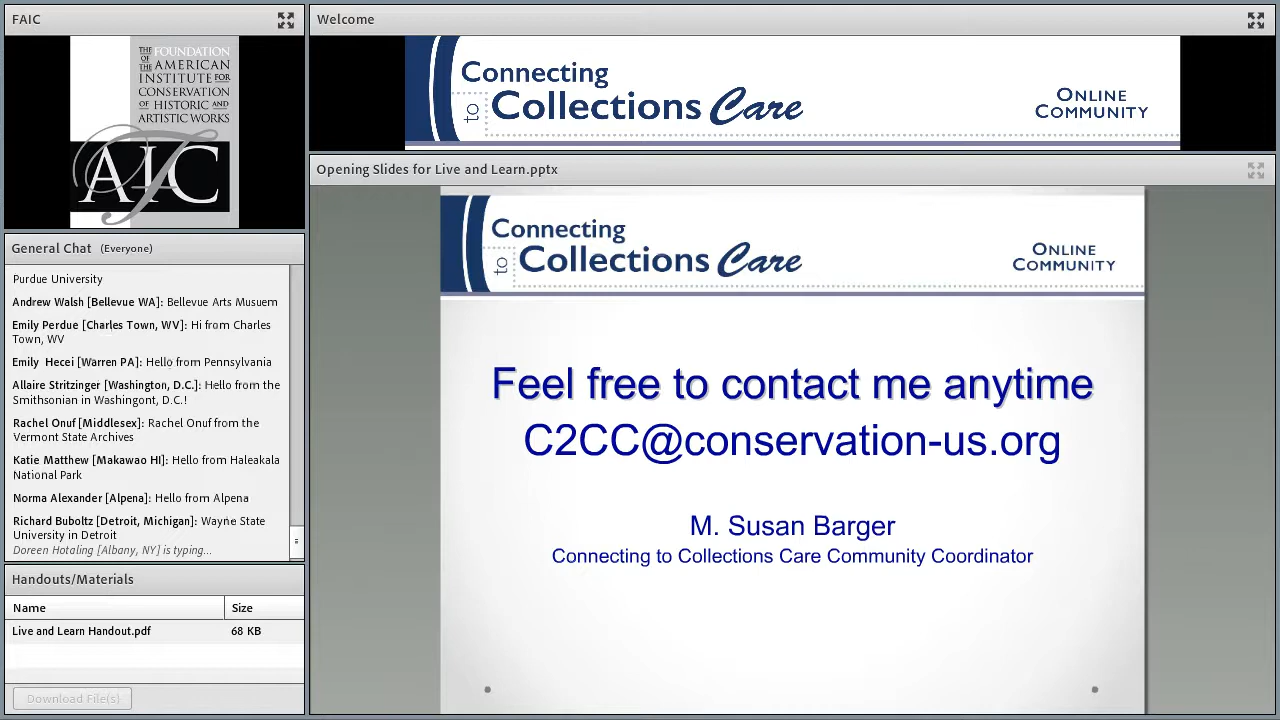 FAIC
THE FOUNDATION
OF THE AMERICAN
INSTITUTE FOR
CONSERVATION
OF HISTORIC AND
ARTISTIC WORKS
AIC
General Chat (Everyone)
Purdue University
Andrew Walsh [Bellevue WA]: Bellevue Arts Musuem
Emily Perdue [Charles Town, WV]: Hi from Charles
Town, WV
Emily Hecei [Warren PA]: Hello from Pennsylvania
Allaire Stritzinger [Washington, D.C.]: Hello from the
Smithsonian in Washingont, D.C.!
Rachel Onuf [Middlesex]: Rachel Onuf from the
Vermont State Archives
Katie Matthew [Makawao HI]: Hello from Haleakala
National Park
Norma Alexander [Alpena]: Hello from Alpena
Richard Buboltz [Detroit, Michigan]: Wayne State
University in Detroit
Doreen Hotaling [Albany, NY] is typing...
Handouts/Materials
Name Size
Live and Learn Handout.pdf 68 KB
Download File(s)
Welcome
Connecting
to Collections Care
ONLINE
COMMUNITY
Opening Slides for Live and Learn.pptx
Connecting
to Collections Care
ONLINE
COMMUNITY
Feel free to contact me anytime
C2CC@conservation-us.org
M. Susan Barger
Connecting to Collections Care Community Coordinator